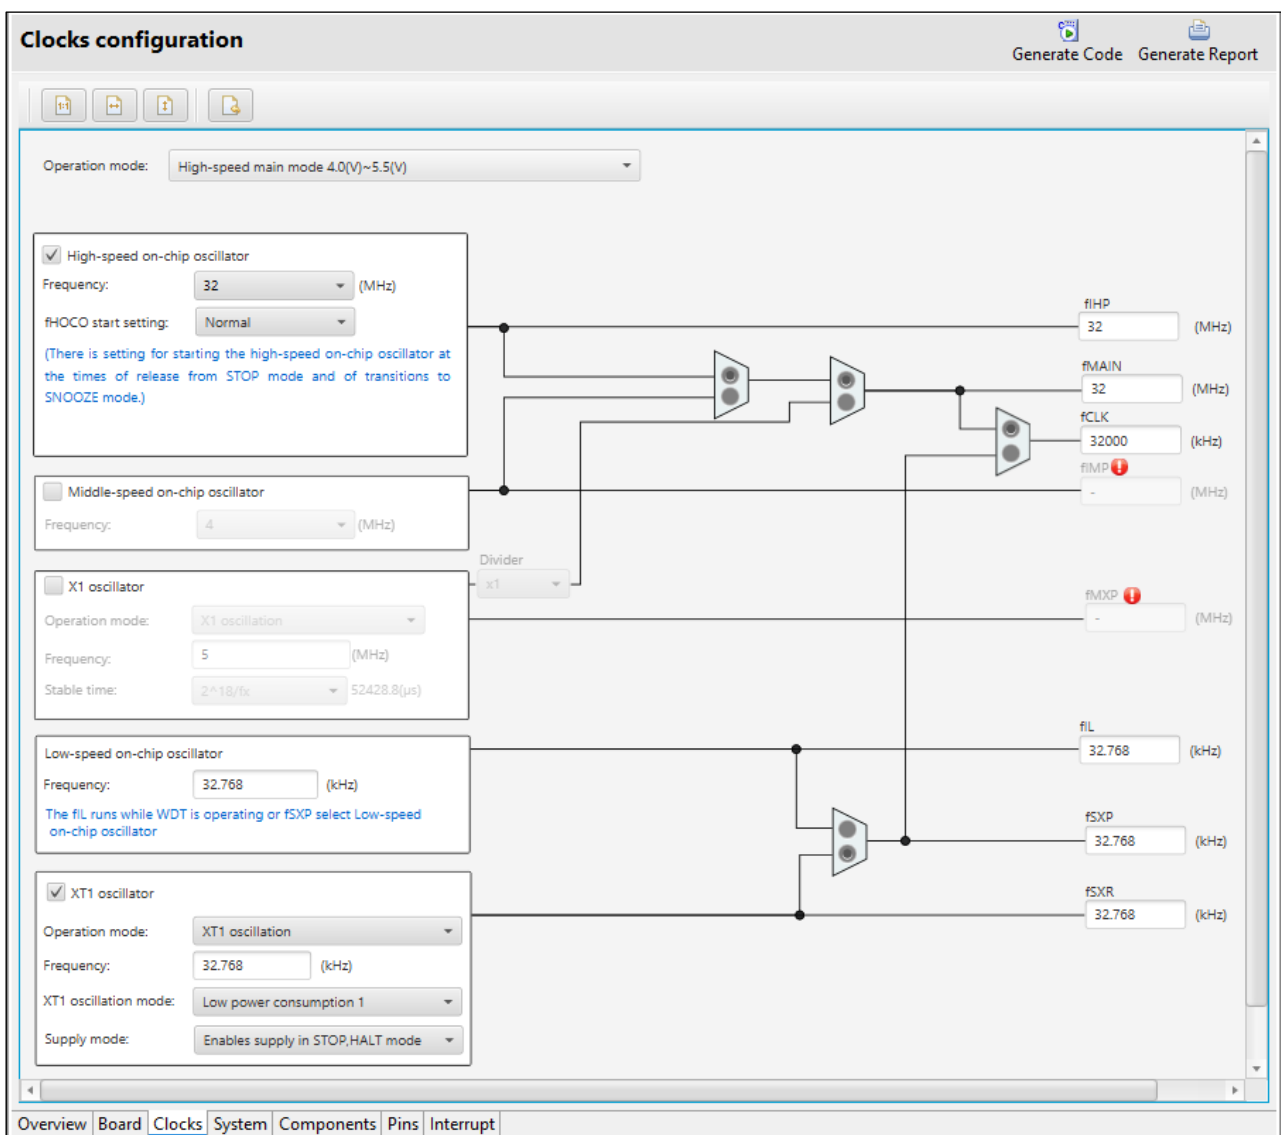 Clocks configuration
Generate Code Generate Report
1:1
Operation mode: High-speed main mode 4.0(V)~5.5(V)
High-speed on-chip oscillator
Frequency: 32 (MHz)
fHOCO start setting: Normal
(There is setting for starting the high-speed on-chip oscillator at
the times of release from STOP mode and of transitions to
SNOOZE mode.)
fIHP
32 (MHz)
fMAIN
32 (MHz)
fCLK
32000 (kHz)
fIMP
- (MHz)
Middle-speed on-chip oscillator
Frequency: 4 (MHz)
Divider
x1
X1 oscillator
Operation mode: X1 oscillation
Frequency: 5 (MHz)
Stable time: 2^18/fx 52428.8(μs)
fMXP
- (MHz)
Low-speed on-chip oscillator
Frequency: 32.768 (kHz)
The fIL runs while WDT is operating or fSXP select Low-speed
on-chip oscillator
fIL
32.768 (kHz)
fSXP
32.768 (kHz)
fSXR
32.768 (kHz)
XT1 oscillator
Operation mode: XT1 oscillation
Frequency: 32.768 (kHz)
XT1 oscillation mode: Low power consumption 1
Supply mode: Enables supply in STOP,HALT mode
Overview Board Clocks System Components Pins Interrupt